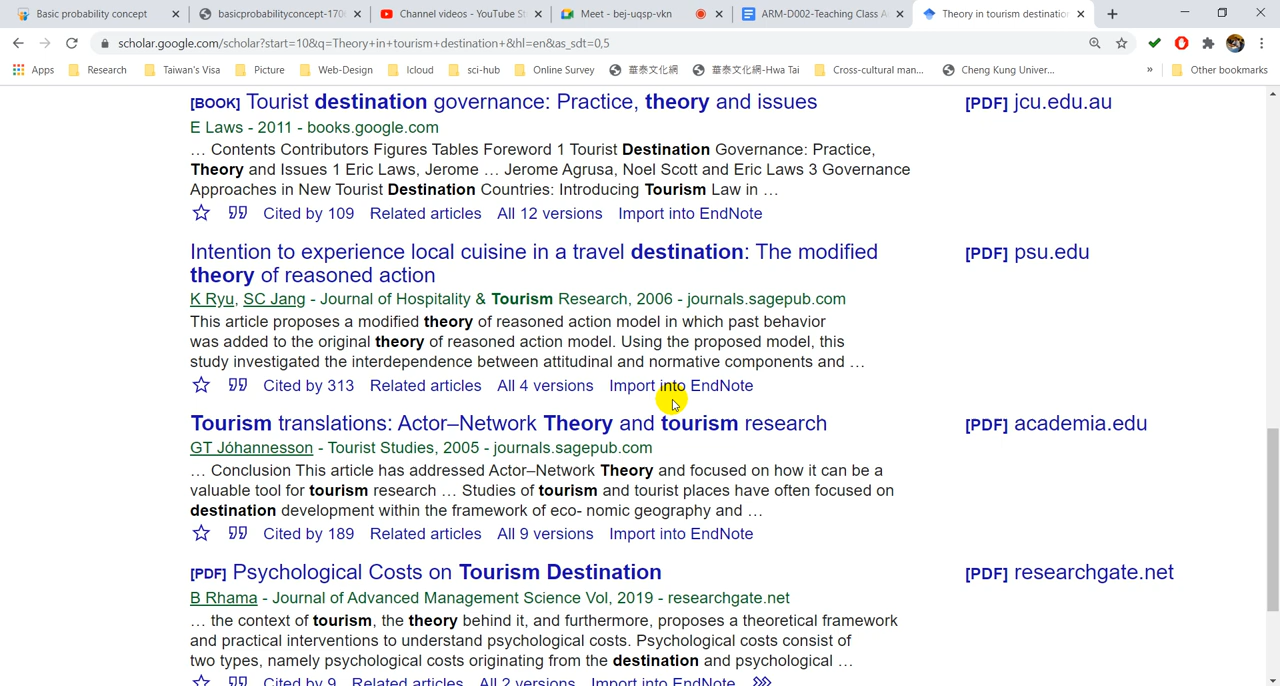 Basic probability concept
basicprobabilityconcept-170
Channel videos - YouTube St
Meet - bej-uqsp-vkn
ARM-D002-Teaching Class A
Theory in tourism destination
scholar.google.com/scholar?start=10&q=Theory+in+tourism+destination+&hl=en&as_sdt=0,5
Apps Research Taiwan's Visa Picture Web-Design Icloud sci-hub Online Survey 華泰文化網 華泰文化網-Hwa Tai Cross-cultural man... Cheng Kung Univer... » Other bookmarks
[BOOK] Tourist destination governance: Practice, theory and issues
[PDF] jcu.edu.au
E Laws - 2011 - books.google.com
... Contents Contributors Figures Tables Foreword 1 Tourist Destination Governance: Practice,
Theory and Issues 1 Eric Laws, Jerome ... Jerome Agrusa, Noel Scott and Eric Laws 3 Governance
Approaches in New Tourist Destination Countries: Introducing Tourism Law in ...
Cited by 109 Related articles All 12 versions Import into EndNote
Intention to experience local cuisine in a travel destination: The modified
theory of reasoned action
[PDF] psu.edu
K Ryu, SC Jang - Journal of Hospitality & Tourism Research, 2006 - journals.sagepub.com
This article proposes a modified theory of reasoned action model in which past behavior
was added to the original theory of reasoned action model. Using the proposed model, this
study investigated the interdependence between attitudinal and normative components and ...
Cited by 313 Related articles All 4 versions Import into EndNote
Tourism translations: Actor–Network Theory and tourism research
[PDF] academia.edu
GT Jóhannesson - Tourist Studies, 2005 - journals.sagepub.com
... Conclusion This article has addressed Actor–Network Theory and focused on how it can be a
valuable tool for tourism research ... Studies of tourism and tourist places have often focused on
destination development within the framework of eco- nomic geography and ...
Cited by 189 Related articles All 9 versions Import into EndNote
[PDF] Psychological Costs on Tourism Destination
[PDF] researchgate.net
B Rhama - Journal of Advanced Management Science Vol, 2019 - researchgate.net
... the context of tourism, the theory behind it, and furthermore, proposes a theoretical framework
and practical interventions to understand psychological costs. Psychological costs consist of
two types, namely psychological costs originating from the destination and psychological ...
Cited by 9 Related articles All 2 versions Import into EndNote